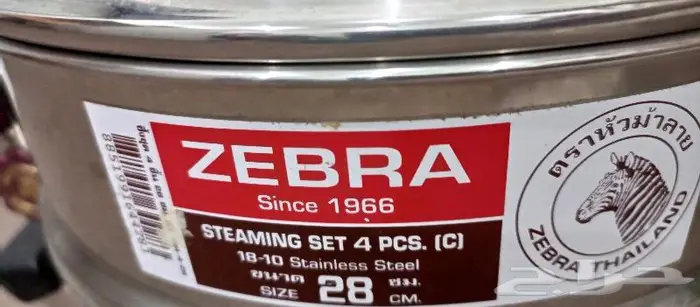 ZEBRA
Since 1966
STEAMING SET 4 PCS. (C)
18-10 Stainless Steel
ขนาด ซม.
SIZE 28 CM.
ตราหัวม้าลาย
ZEBRA THAILAND
حراج